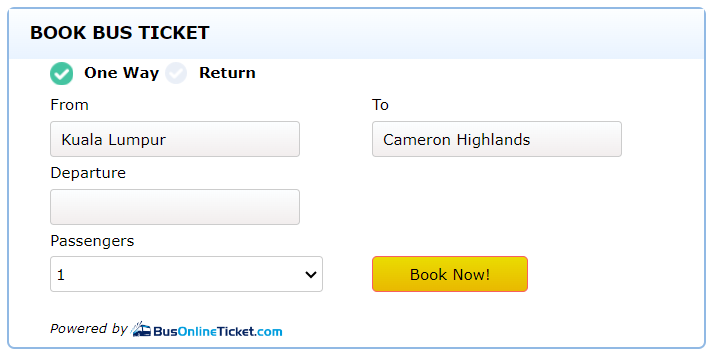 BOOK BUS TICKET
One Way Return
From To
Kuala Lumpur Cameron Highlands
Departure
Passengers
1 Book Now!
Powered by BusOnlineTicket.com